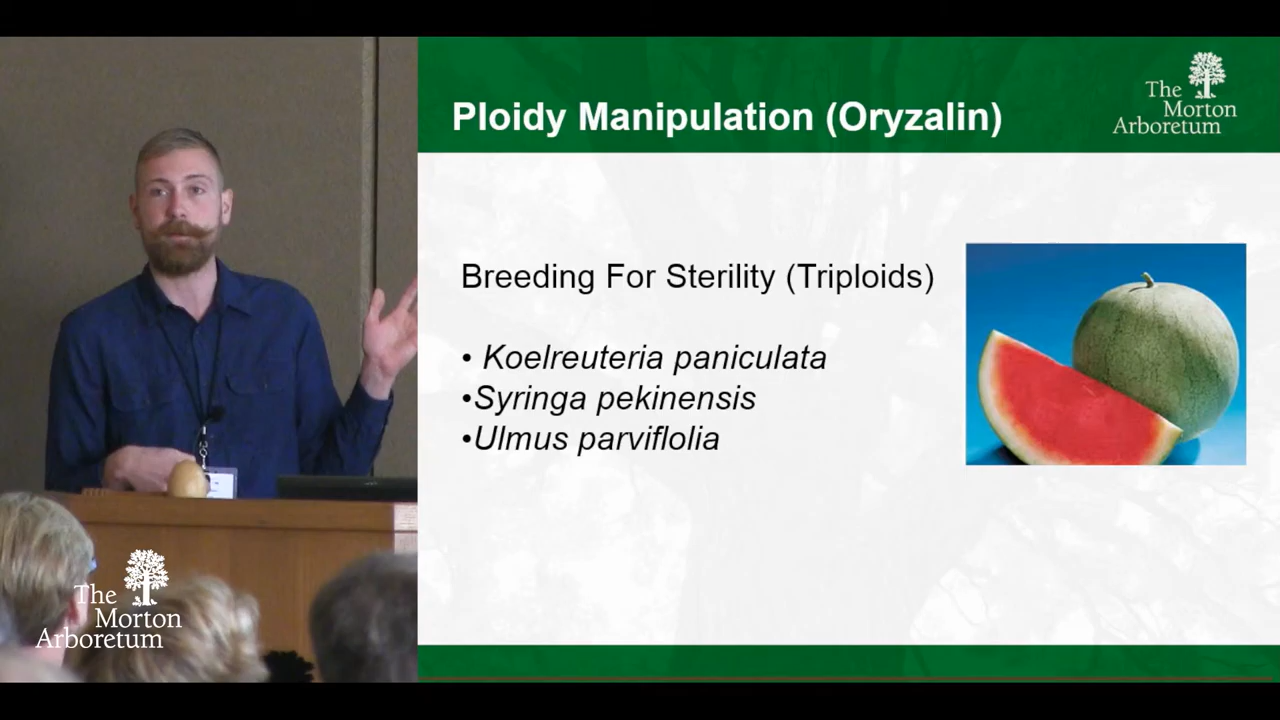 Ploidy Manipulation (Oryzalin)
The
Morton
Arboretum
Breeding For Sterility (Triploids)
• Koelreuteria paniculata
•Syringa pekinensis
•Ulmus parviflolia
The
Morton
Arboretum